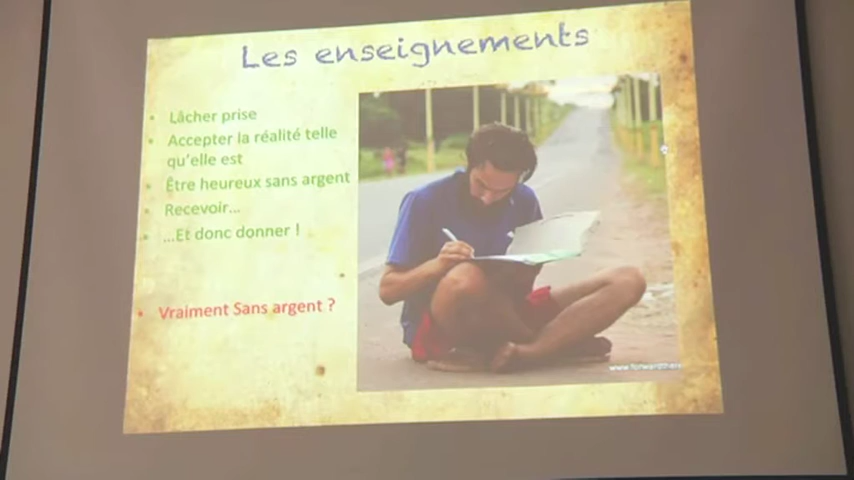 Les enseignements
Lâcher prise
Accepter la réalité telle
qu'elle est
Être heureux sans argent
Recevoir...
...Et donc donner !
Vraiment Sans argent ?